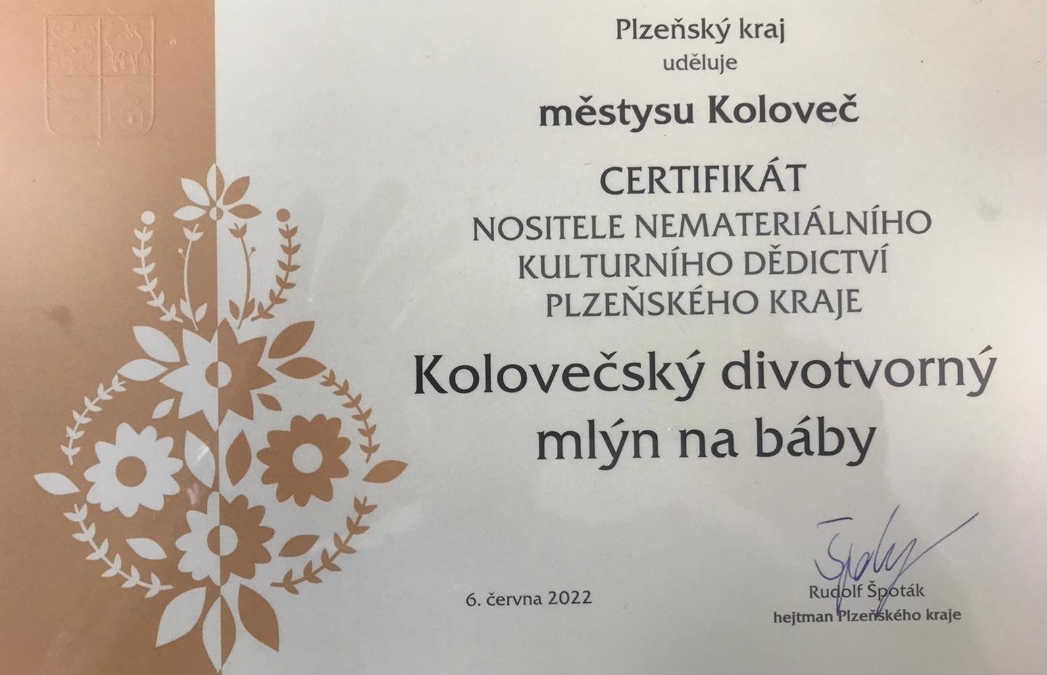 Plzeňský kraj
uděluje
městysu Koloveč
CERTIFIKÁT
NOSITELE NEMATERIÁLNÍHO
KULTURNÍHO DĚDICTVÍ
PLZEŇSKÉHO KRAJE
Kolovečský divotvorný
mlýn na báby
6. června 2022
Rudolf Špoták
hejtman Plzeňského kraje